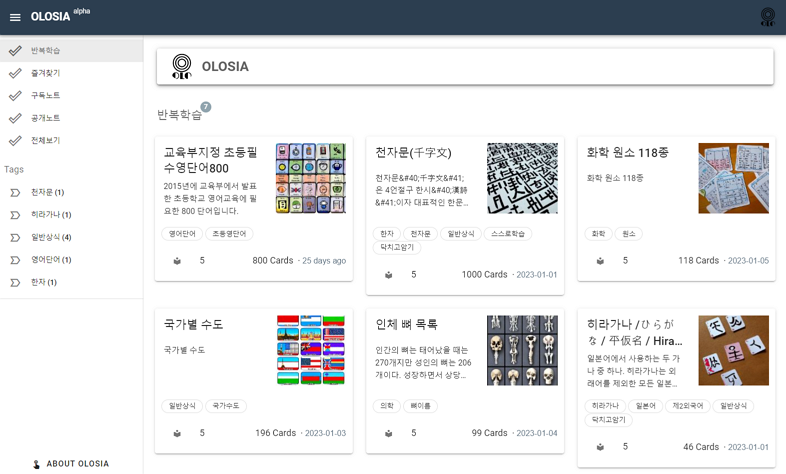 OLOSIA alpha
반복학습
즐겨찾기
구독노트
공개노트
전체보기
Tags
천자문 (1)
히라가나 (1)
일반상식 (4)
영어단어 (1)
한자 (1)
ABOUT OLOSIA
OLO
OLOSIA
반복학습 7
교육부지정 초등필
수영단어800
2015년에 교육부에서 발표
한 초등학교 영어교육에 필
요한 800 단어입니다.
영어단어
초등영단어
5
800 Cards · 25 days ago
천자문(千字文)
천자문&#40;千字文&#41;
은 4언절구 한시&#40;漢詩
&#41;이자 대표적인 한문...
한자
천자문
일반상식
스스로학습
닥치고암기
5
1000 Cards · 2023-01-01
화학 원소 118종
화학 원소 118종
화학
원소
5
118 Cards · 2023-01-05
국가별 수도
국가별 수도
일반상식
국가수도
5
196 Cards · 2023-01-03
인체 뼈 목록
인간의 뼈는 태어났을 때는
270개지만 성인의 뼈는 206
개이다. 성장하면서 상당...
의학
뼈이름
5
99 Cards · 2023-01-04
히라가나 /ひらが
な / 平仮名 / Hira...
일본어에서 사용하는 두 가
나 중 하나. 히라가나는 외
래어를 제외한 모든 일본...
히라가나
일본어
제2외국어
일반상식
닥치고암기
5
46 Cards · 2023-01-01